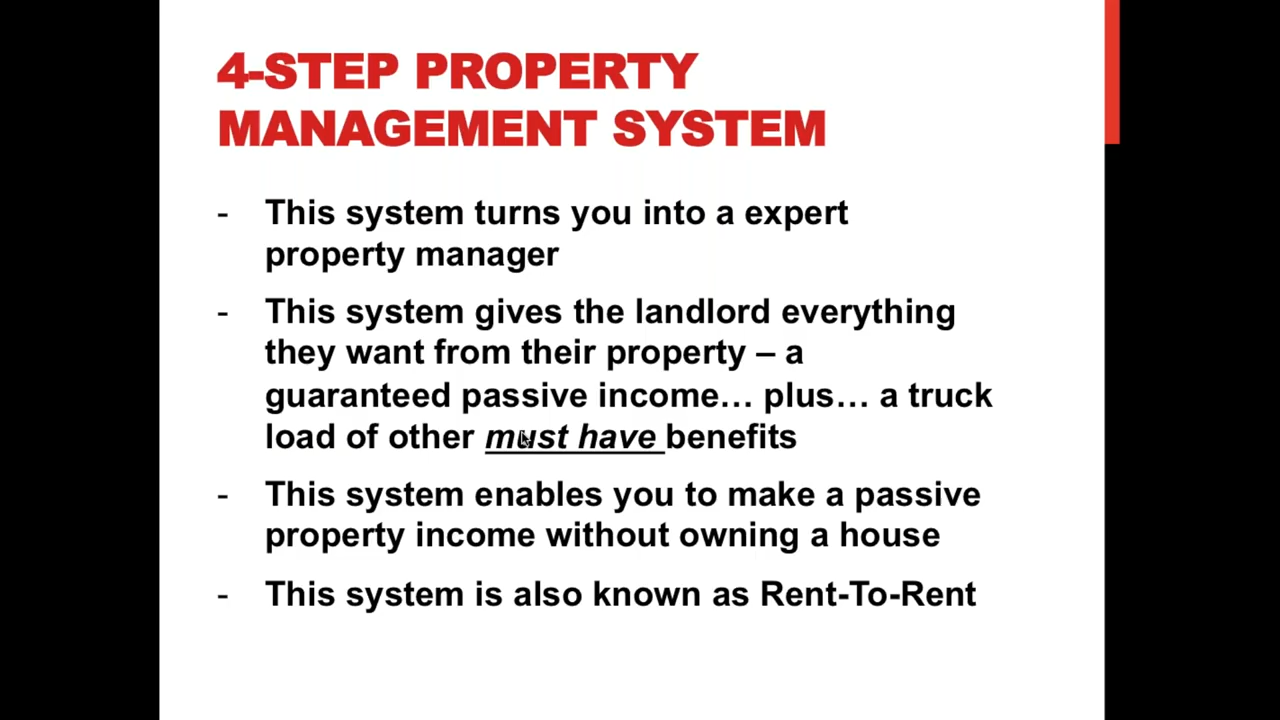 4-STEP PROPERTY
MANAGEMENT SYSTEM
- This system turns you into a expert
property manager
- This system gives the landlord everything
they want from their property – a
guaranteed passive income… plus… a truck
load of other must have benefits
- This system enables you to make a passive
property income without owning a house
- This system is also known as Rent-To-Rent